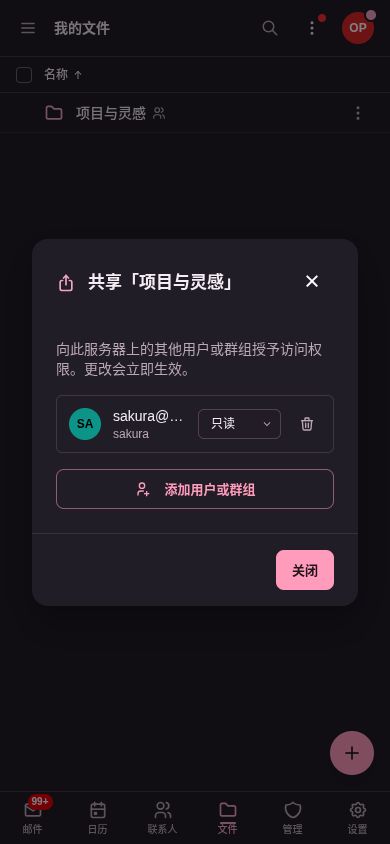 我的文件
OP
名称
项目与灵感
共享「项目与灵感」
向此服务器上的其他用户或群组授予访问权
限。更改会立即生效。
SA
sakura@…
sakura
只读
添加用户或群组
关闭
99+
邮件
日历
联系人
文件
管理
设置